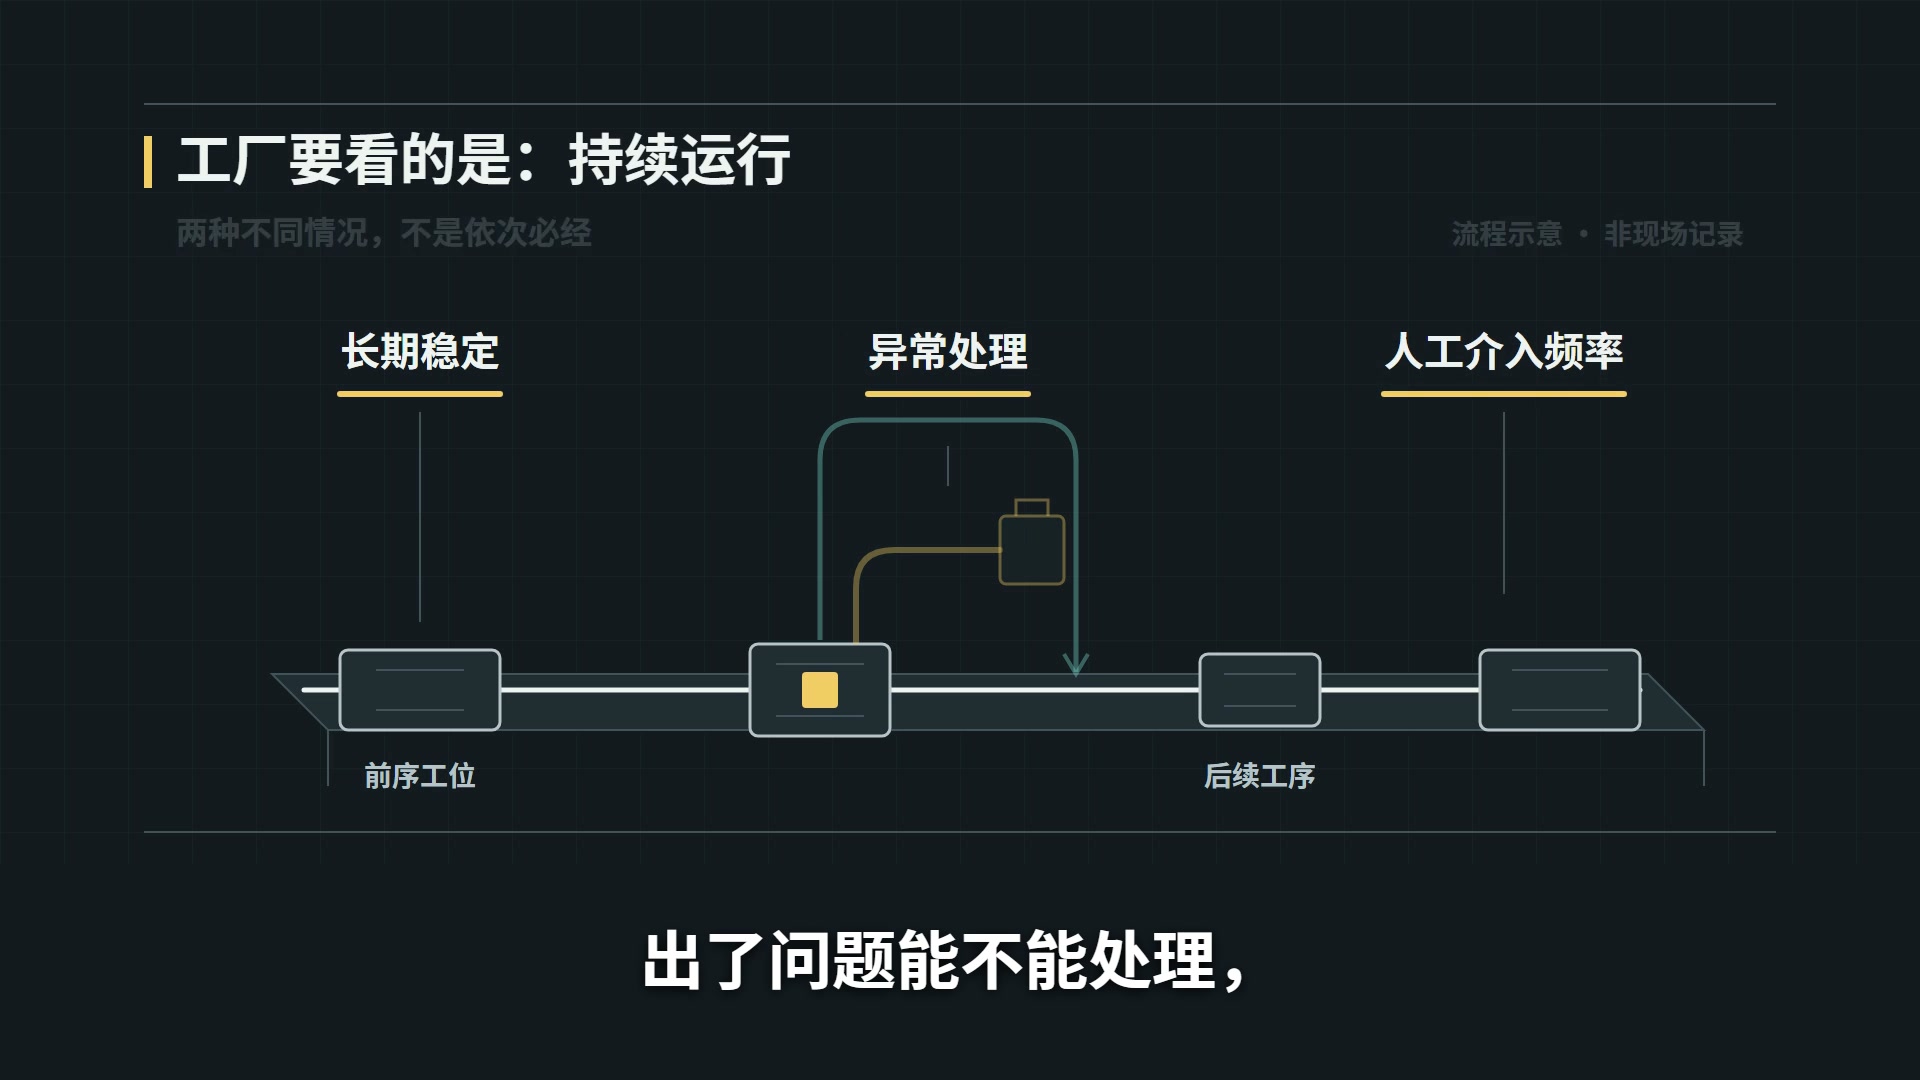 工厂要看的是：持续运行
两种不同情况，不是依次必经
流程示意 · 非现场记录
长期稳定
异常处理
人工介入频率
前序工位
后续工序
出了问题能不能处理，